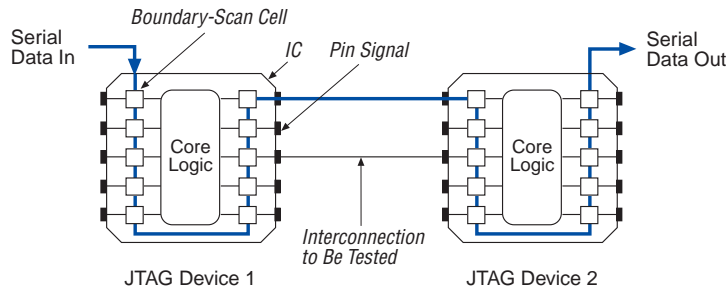 Boundary-Scan Cell
Serial
Data In
IC
Pin Signal
Serial
Data Out
Core
Logic
Core
Logic
Interconnection
to Be Tested
JTAG Device 1
JTAG Device 2